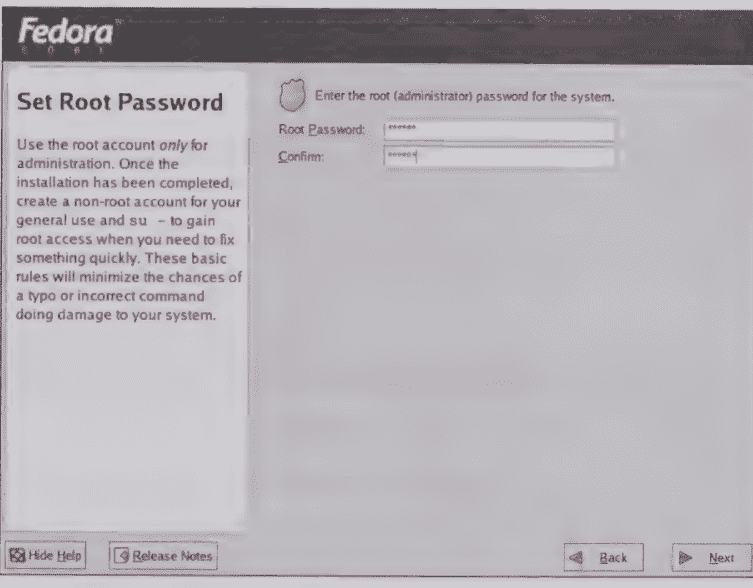 Fedora
CORE
Set Root Password
Use the root account only for
administration. Once the
installation has been completed,
create a non-root account for your
general use and su - to gain
root access when you need to fix
something quickly. These basic
rules will minimize the chances of
a typo or incorrect command
doing damage to your system.
Enter the root (administrator) password for the system.
Root Password: ******
Confirm: ******
Hide Help
Release Notes
Back
Next